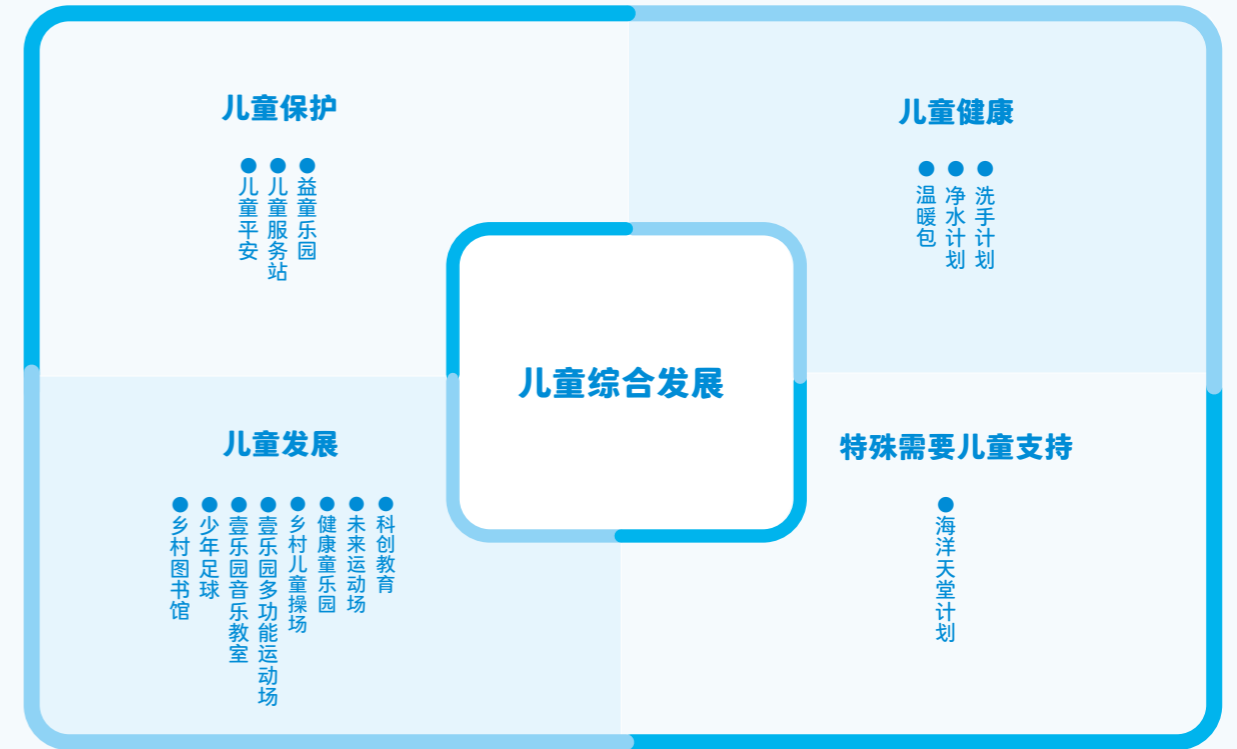 儿童保护
儿童平安
儿童服务站
益童乐园
儿童健康
温暖包
净水计划
洗手计划
儿童综合发展
儿童发展
乡村图书馆
少年足球
壹乐园音乐教室
壹乐园多功能运动场
乡村儿童操场
健康童乐园
未来运动场
科创教育
特殊需要儿童支持
海洋天堂计划